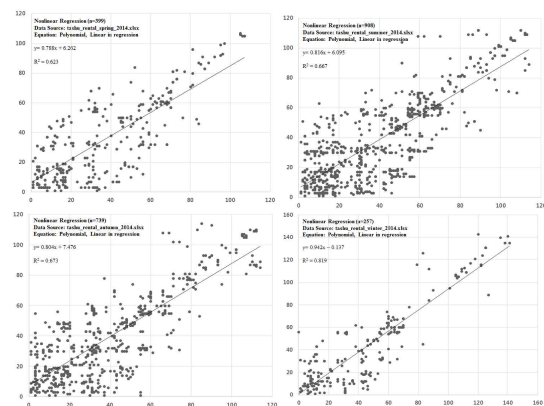 Nonlinear Regression (n=599)
Data Source: tashu_rental_spring_2014.xlsx
Equation: Polynomial, Linear in regression
y= 0.788x + 6.262
R² = 0.623
120
100
80
60
40
20
0
0 20 40 60 80 100 120
Nonlinear Regression (n=908)
Data Source: tashu_rental_summer_2014.xlsx
Equation: Polynomial, Linear in regression
y= 0.816x + 6.095
R² = 0.667
120
100
80
60
40
20
0
0 20 40 60 80 100 120
Nonlinear Regression (n=739)
Data Source: tashu_rental_autumn_2014.xlsx
Equation: Polynomial, Linear in regression
y= 0.804x + 7.476
R² = 0.673
120
100
80
60
40
20
0
0 20 40 60 80 100 120
Nonlinear Regression (n=257)
Data Source: tashu_rental_winter_2014.xlsx
Equation: Polynomial, Linear in regression
y= 0.942x − 0.137
R² = 0.819
160
140
120
100
80
60
40
20
0
0 20 40 60 80 100 120 140 160